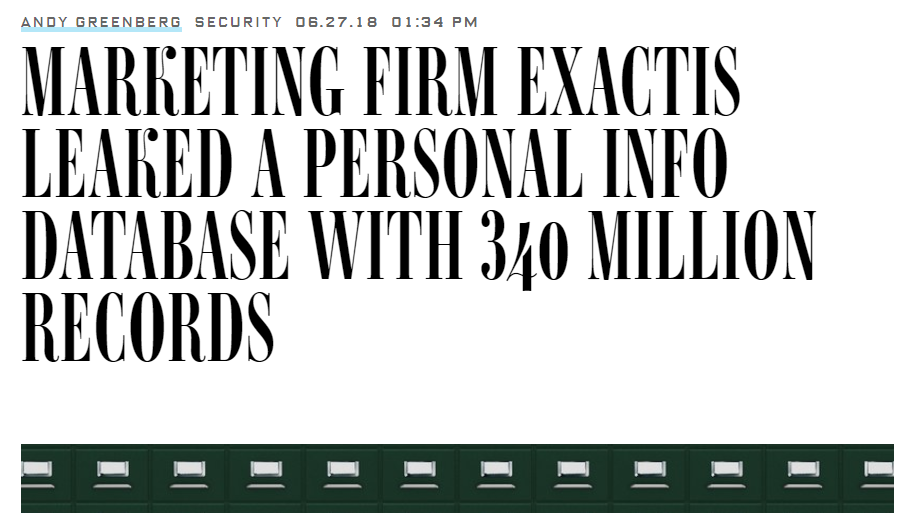 ANDY GREENBERG SECURITY 06.27.18 01:34 PM
MARKETING FIRM EXACTIS
LEAKED A PERSONAL INFO
DATABASE WITH 340 MILLION
RECORDS